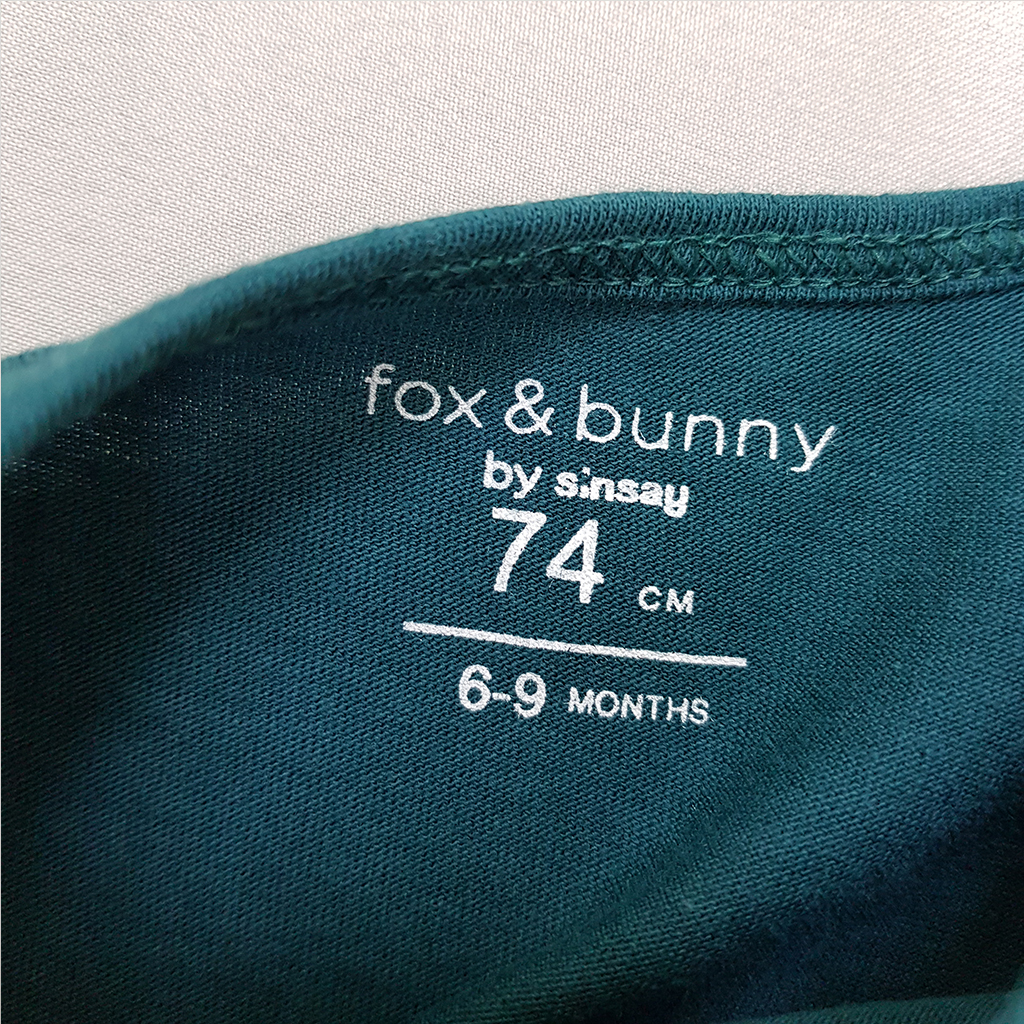 fox & bunny
by sinsay
74 CM
6-9 MONTHS